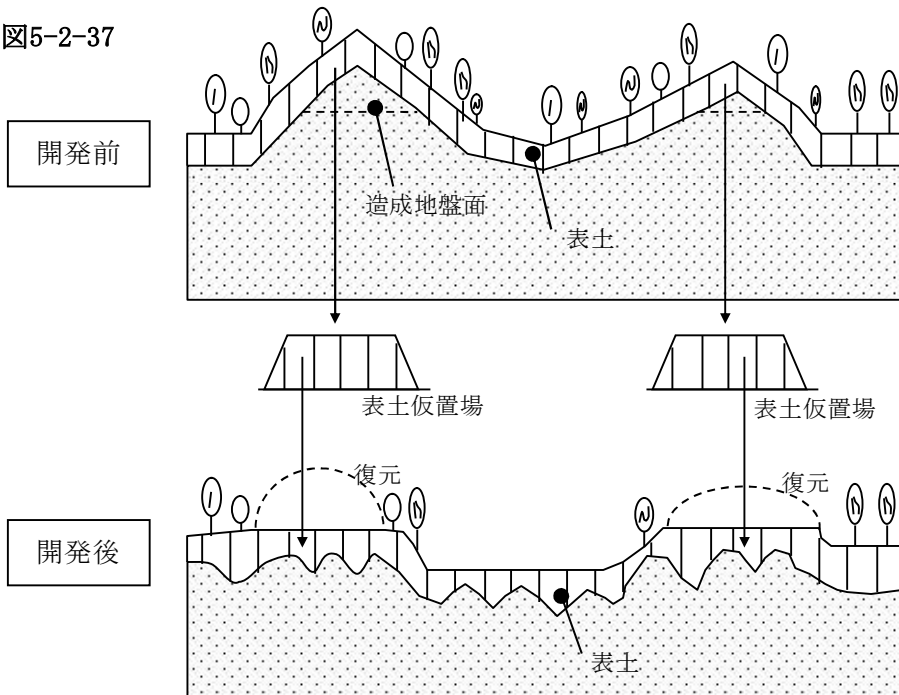 図5-2-37
開発前
造成地盤面
表土
表土仮置場
表土仮置場
復元
復元
開発後
表土